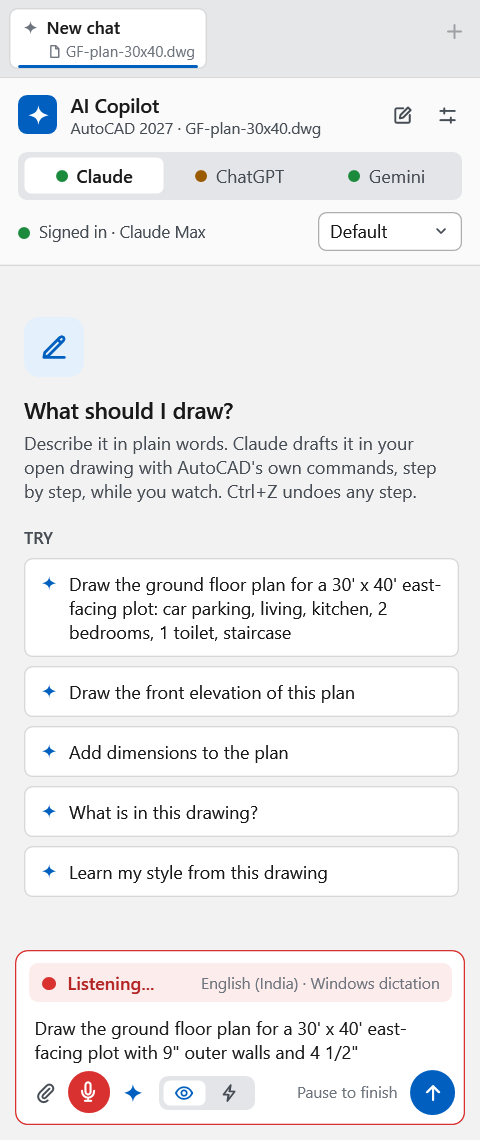 New chat
GF-plan-30x40.dwg
AI Copilot
AutoCAD 2027 · GF-plan-30x40.dwg
Claude
ChatGPT
Gemini
Signed in · Claude Max
Default
What should I draw?
Describe it in plain words. Claude drafts it in your
open drawing with AutoCAD's own commands, step
by step, while you watch. Ctrl+Z undoes any step.
TRY
Draw the ground floor plan for a 30' x 40' east-
facing plot: car parking, living, kitchen, 2
bedrooms, 1 toilet, staircase
Draw the front elevation of this plan
Add dimensions to the plan
What is in this drawing?
Learn my style from this drawing
Listening...
English (India) · Windows dictation
Draw the ground floor plan for a 30' x 40' east-
facing plot with 9" outer walls and 4 1/2"
Pause to finish